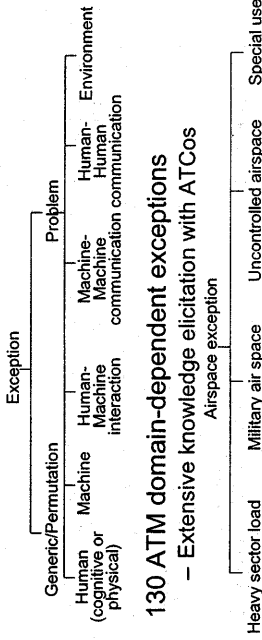 Exception
Generic/Permutation Problem
Human (cognitive or physical)
Machine
Human-Machine interaction
Machine-Machine communication
Human-Human communication
Environment
130 ATM domain-dependent exceptions
– Extensive knowledge elicitation with ATCos
Airspace exception
Heavy sector load Military air space Uncontrolled airspace Special use